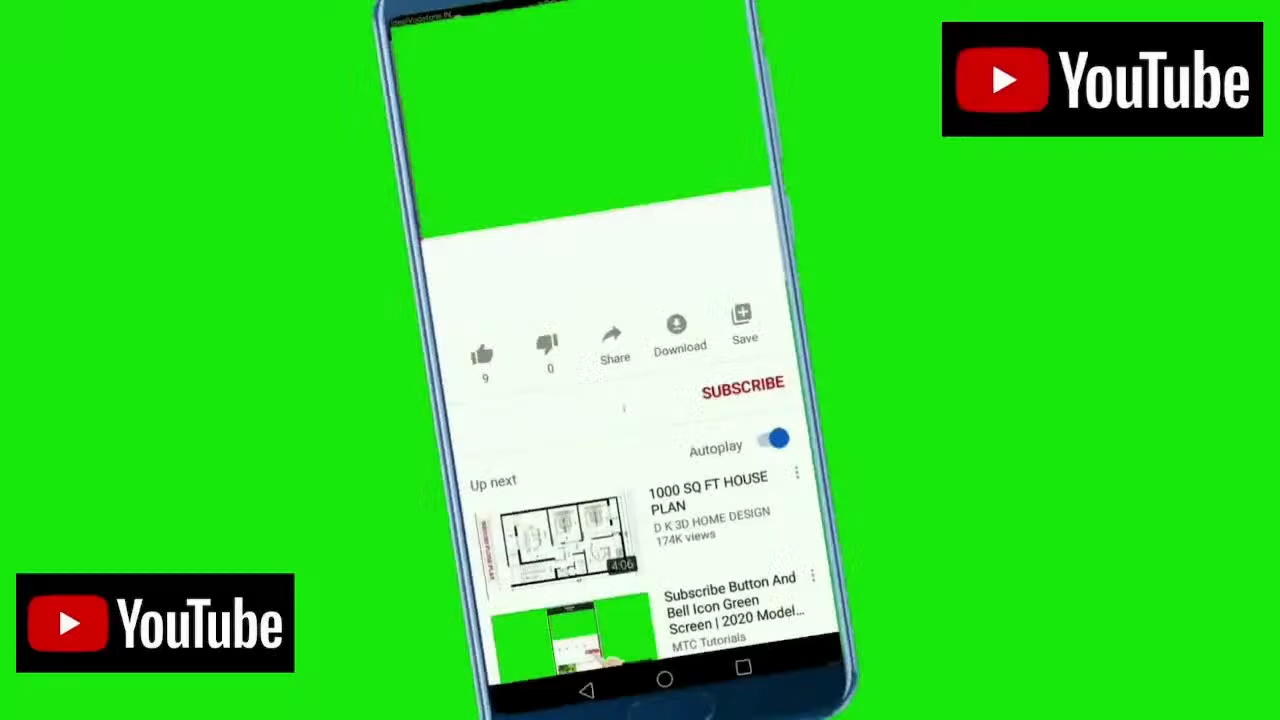 YouTube
9
0
Share
Download
Save
SUBSCRIBE
Autoplay
Up next
1000 SQ FT HOUSE
PLAN
D K 3D HOME DESIGN
174K views
4:06
Subscribe Button And
Bell Icon Green
Screen | 2020 Model...
MTC Tutorials
YouTube